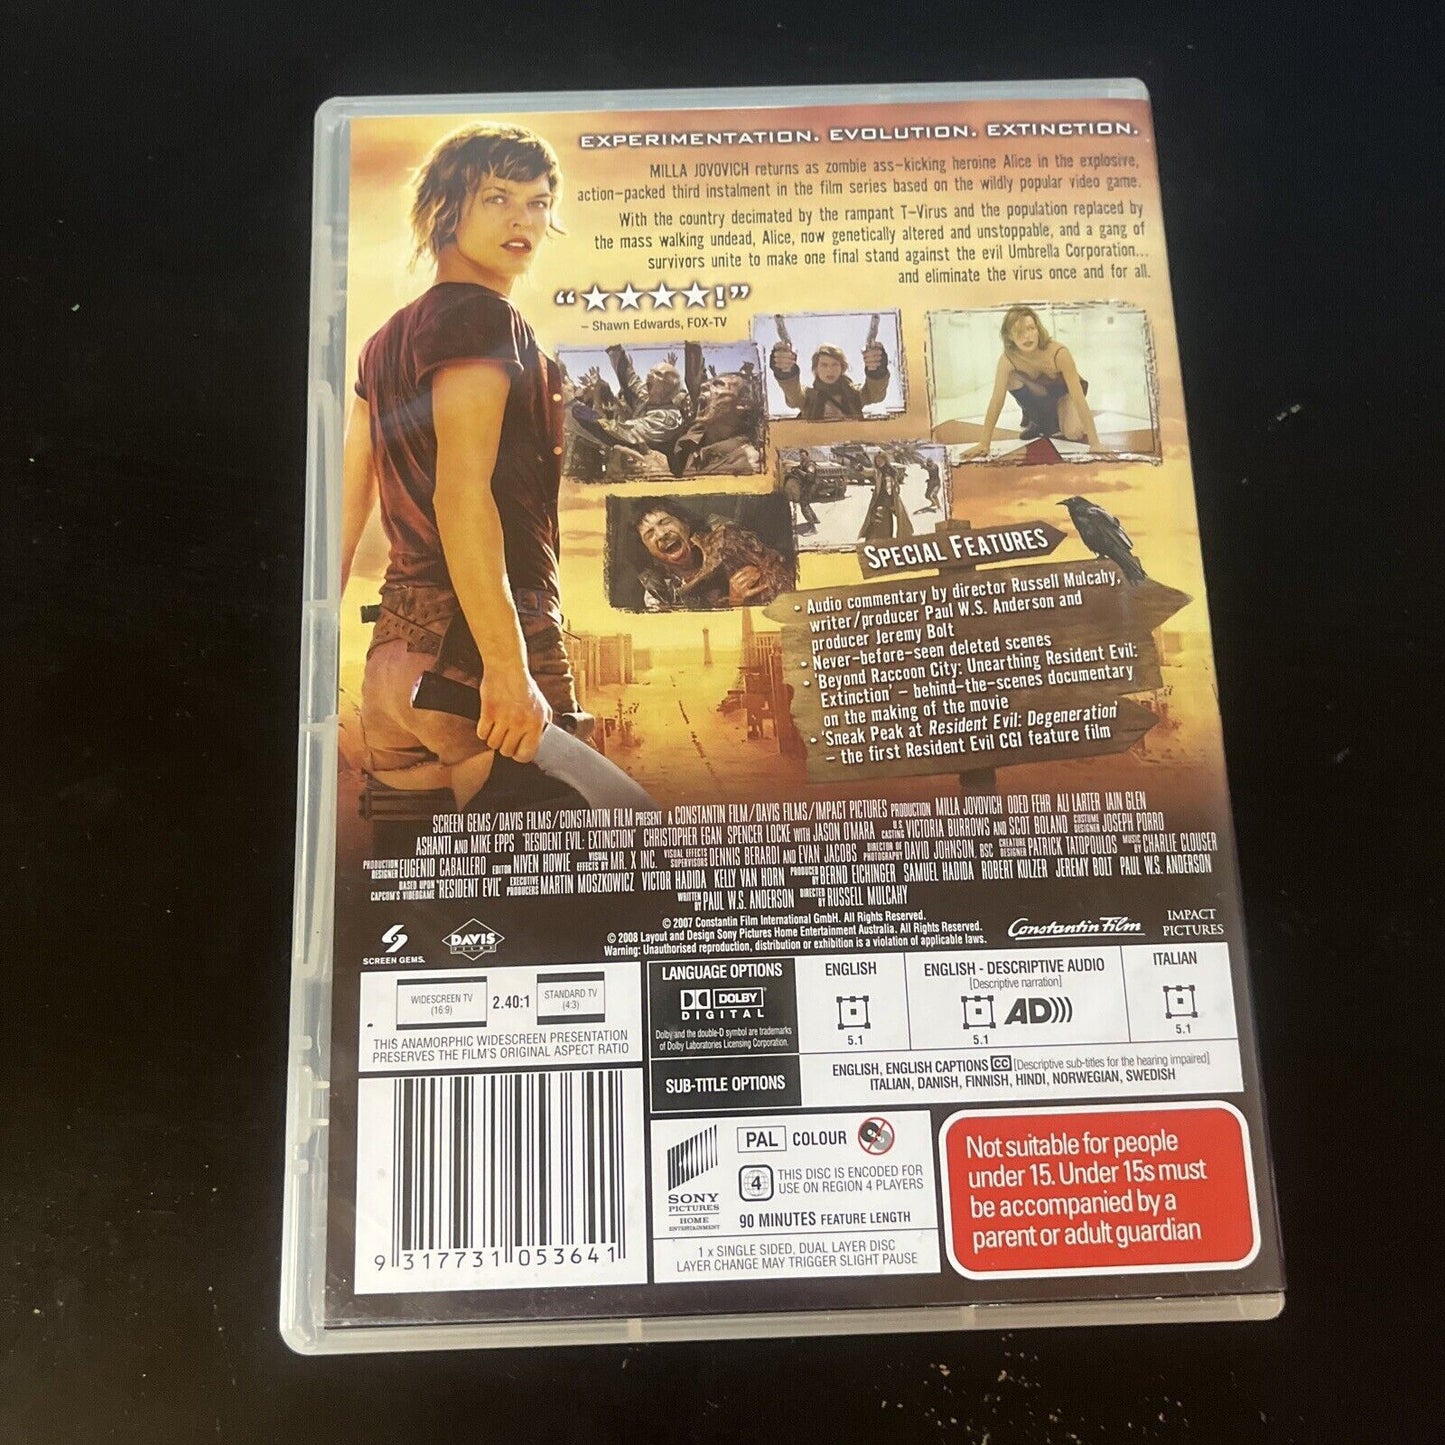 EXPERIMENTATION. EVOLUTION. EXTINCTION.
MILLA JOVOVICH returns as zombie ass-kicking heroine Alice in the explosive,
action-packed third instalment in the film series based on the wildly popular video game.
With the country decimated by the rampant T-Virus and the population replaced by
the mass walking undead, Alice, now genetically altered and unstoppable, and a gang of
survivors unite to make one final stand against the evil Umbrella Corporation...
and eliminate the virus once and for all.
“★★★★!”
– Shawn Edwards, FOX-TV
SPECIAL FEATURES
• Audio commentary by director Russell Mulcahy,
writer/producer Paul W.S. Anderson and
producer Jeremy Bolt
• Never-before-seen deleted scenes
• 'Beyond Raccoon City: Unearthing Resident Evil:
Extinction' – behind-the-scenes documentary
on the making of the movie
• 'Sneak Peak at Resident Evil: Degeneration'
– the first Resident Evil CGI feature film
SCREEN GEMS/DAVIS FILMS/CONSTANTIN FILM PRESENT A CONSTANTIN FILM/DAVIS FILMS/IMPACT PICTURES PRODUCTION MILLA JOVOVICH ODED FEHR ALI LARTER IAIN GLEN
ASHANTI AND MIKE EPPS "RESIDENT EVIL: EXTINCTION" CHRISTOPHER EGAN SPENCER LOCKE WITH JASON O'MARA U.S. CASTING BY VICTORIA BURROWS AND SCOT BOLAND COSTUME DESIGNER JOSEPH PORRO
PRODUCTION DESIGNER EUGENIO CABALLERO EDITOR NIVEN HOWIE VISUAL EFFECTS BY MR. X INC. VISUAL EFFECTS SUPERVISORS DENNIS BERARDI AND EVAN JACOBS DIRECTOR OF PHOTOGRAPHY DAVID JOHNSON, BSC CREATURE DESIGNER PATRICK TATOPOULOS MUSIC BY CHARLIE CLOUSER
BASED UPON CAPCOM'S VIDEOGAME "RESIDENT EVIL" EXECUTIVE PRODUCERS MARTIN MOSZKOWICZ VICTOR HADIDA KELLY VAN HORN PRODUCED BY BERND EICHINGER SAMUEL HADIDA ROBERT KULZER JEREMY BOLT PAUL W.S. ANDERSON
WRITTEN BY PAUL W.S. ANDERSON DIRECTED BY RUSSELL MULCAHY
© 2007 Constantin Film International GmbH. All Rights Reserved.
© 2008 Layout and Design Sony Pictures Home Entertainment Australia. All Rights Reserved.
Warning: Unauthorised reproduction, distribution or exhibition is a violation of applicable laws.
SCREEN GEMS.
DAVIS
FILMS
Constantin Film
IMPACT
PICTURES
WIDESCREEN TV
(16:9)
2.40:1
STANDARD TV
(4:3)
THIS ANAMORPHIC WIDESCREEN PRESENTATION
PRESERVES THE FILM'S ORIGINAL ASPECT RATIO
LANGUAGE OPTIONS
DOLBY
DIGITAL
Dolby and the double-D symbol are trademarks
of Dolby Laboratories Licensing Corporation.
ENGLISH
5.1
ENGLISH - DESCRIPTIVE AUDIO
[Descriptive narration]
AD
5.1
ITALIAN
5.1
SUB-TITLE OPTIONS
ENGLISH, ENGLISH CAPTIONS CC [Descriptive sub-titles for the hearing impaired]
ITALIAN, DANISH, FINNISH, HINDI, NORWEGIAN, SWEDISH
9 317731 053641
SONY
PICTURES
HOME
ENTERTAINMENT
PAL COLOUR
4
THIS DISC IS ENCODED FOR
USE ON REGION 4 PLAYERS
90 MINUTES FEATURE LENGTH
1 x SINGLE SIDED, DUAL LAYER DISC
LAYER CHANGE MAY TRIGGER SLIGHT PAUSE
Not suitable for people
under 15. Under 15s must
be accompanied by a
parent or adult guardian